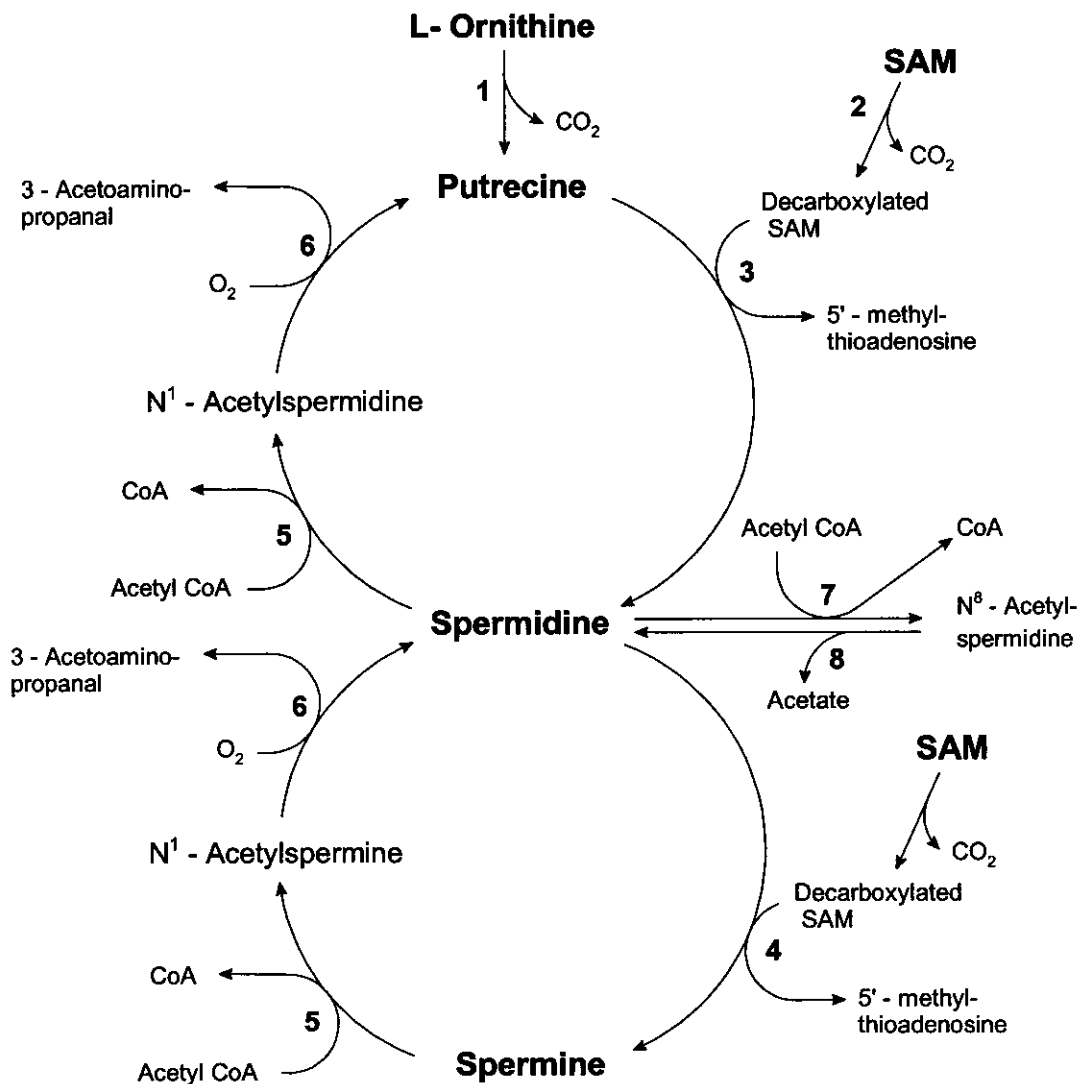 L- Ornithine
1
CO2
SAM
2
CO2
Putrecine
Decarboxylated
SAM
3 - Acetoamino-
propanal
6
O2
3
5' - methyl-
thioadenosine
N1 - Acetylspermidine
CoA
5
Acetyl CoA
Acetyl CoA
CoA
7
Spermidine
N8 - Acetyl-
spermidine
8
Acetate
3 - Acetoamino-
propanal
6
O2
SAM
CO2
N1 - Acetylspermine
Decarboxylated
SAM
4
CoA
5
Acetyl CoA
5' - methyl-
thioadenosine
Spermine